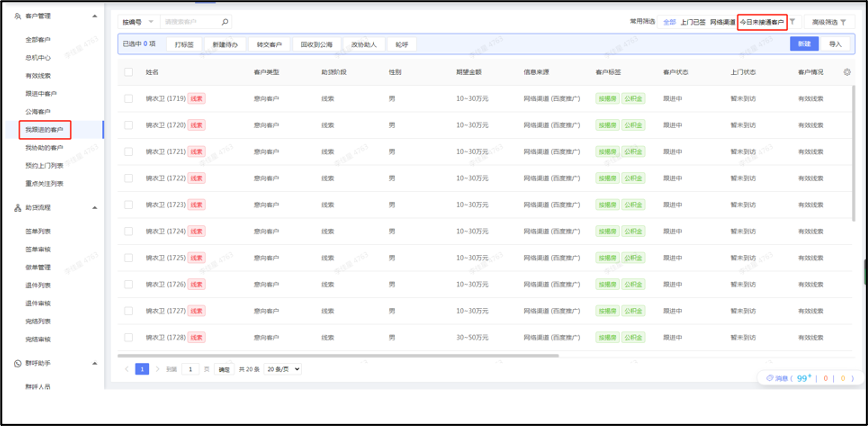 客户管理
全部客户
总机中心
有效线索
跟进中客户
公海客户
我跟进的客户
我协助的客户
预约上门列表
重点关注列表
助贷流程
签单列表
签单审核
做单管理
退件列表
退件审核
完结列表
完结审核
群呼助手
群呼人员
按编号 请搜索客户
常用筛选 全部 上门已签 网络渠道 今日未接通客户 高级筛选
已选中 0 项 打标签 新建待办 转交客户 回收到公海 改协助人 轮呼 新建 导入
姓名 客户类型 助贷阶段 性别 期望金额 信息来源 客户标签 客户状态 上门状态 客户情况
锦衣卫 (1719) 线索 意向客户 线索 男 10~30万元 网络渠道 (百度推广) 按揭房 公积金 跟进中 暂未到访 有效线索
锦衣卫 (1720) 线索 意向客户 线索 男 10~30万元 网络渠道 (百度推广) 按揭房 公积金 跟进中 暂未到访 有效线索
锦衣卫 (1721) 线索 意向客户 线索 男 10~30万元 网络渠道 (百度推广) 按揭房 公积金 跟进中 暂未到访 有效线索
锦衣卫 (1722) 线索 意向客户 线索 男 10~30万元 网络渠道 (百度推广) 按揭房 公积金 跟进中 暂未到访 有效线索
锦衣卫 (1723) 线索 意向客户 线索 男 10~30万元 网络渠道 (百度推广) 按揭房 公积金 跟进中 暂未到访 有效线索
锦衣卫 (1724) 线索 意向客户 线索 男 10~30万元 网络渠道 (百度推广) 按揭房 公积金 跟进中 暂未到访 有效线索
锦衣卫 (1725) 线索 意向客户 线索 男 10~30万元 网络渠道 (百度推广) 按揭房 公积金 跟进中 暂未到访 有效线索
锦衣卫 (1726) 线索 意向客户 线索 男 10~30万元 网络渠道 (百度推广) 按揭房 公积金 跟进中 暂未到访 有效线索
锦衣卫 (1727) 线索 意向客户 线索 男 10~30万元 网络渠道 (百度推广) 按揭房 公积金 跟进中 暂未到访 有效线索
锦衣卫 (1728) 线索 意向客户 线索 男 30~50万元 网络渠道 (百度推广) 按揭房 公积金 跟进中 暂未到访 有效线索
1 到第 1 页 确定 共 20 条 20 条/页
消息 ( 99+ | 0 | 0 )